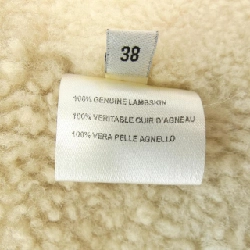 38
100% GENUINE LAMBSKIN
100% VERITABLE CUIR D'AGNEAU
100% VERA PELLE AGNELLO